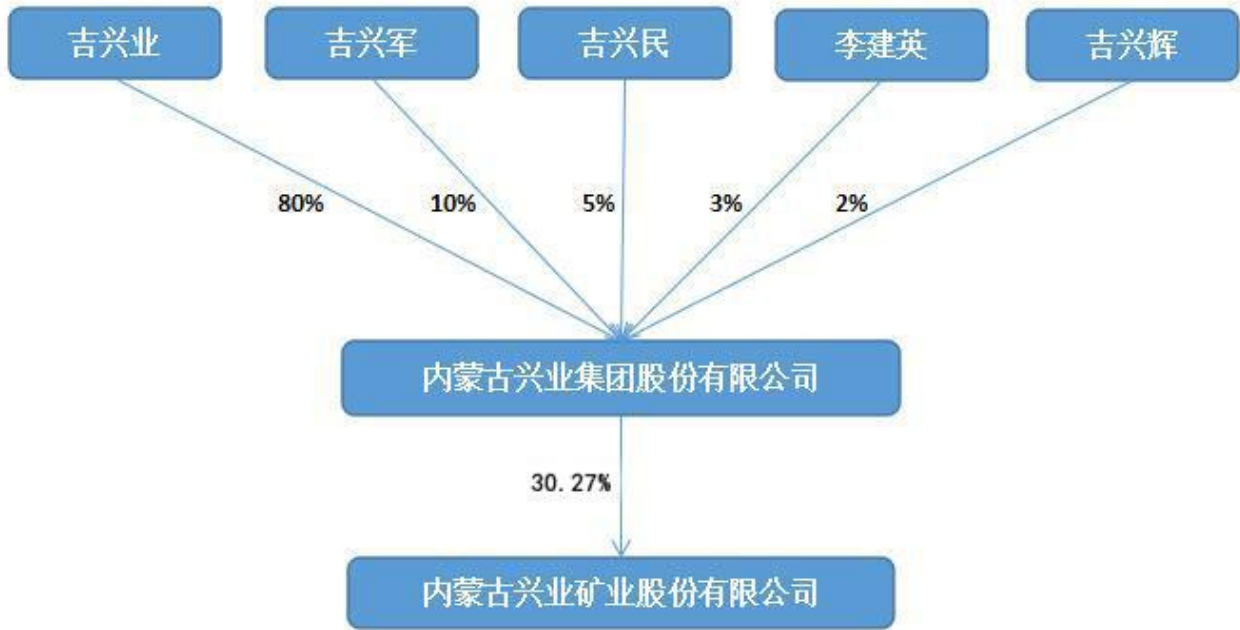 吉兴业
吉兴军
吉兴民
李建英
吉兴辉
80%
10%
5%
3%
2%
内蒙古兴业集团股份有限公司
30.27%
内蒙古兴业矿业股份有限公司